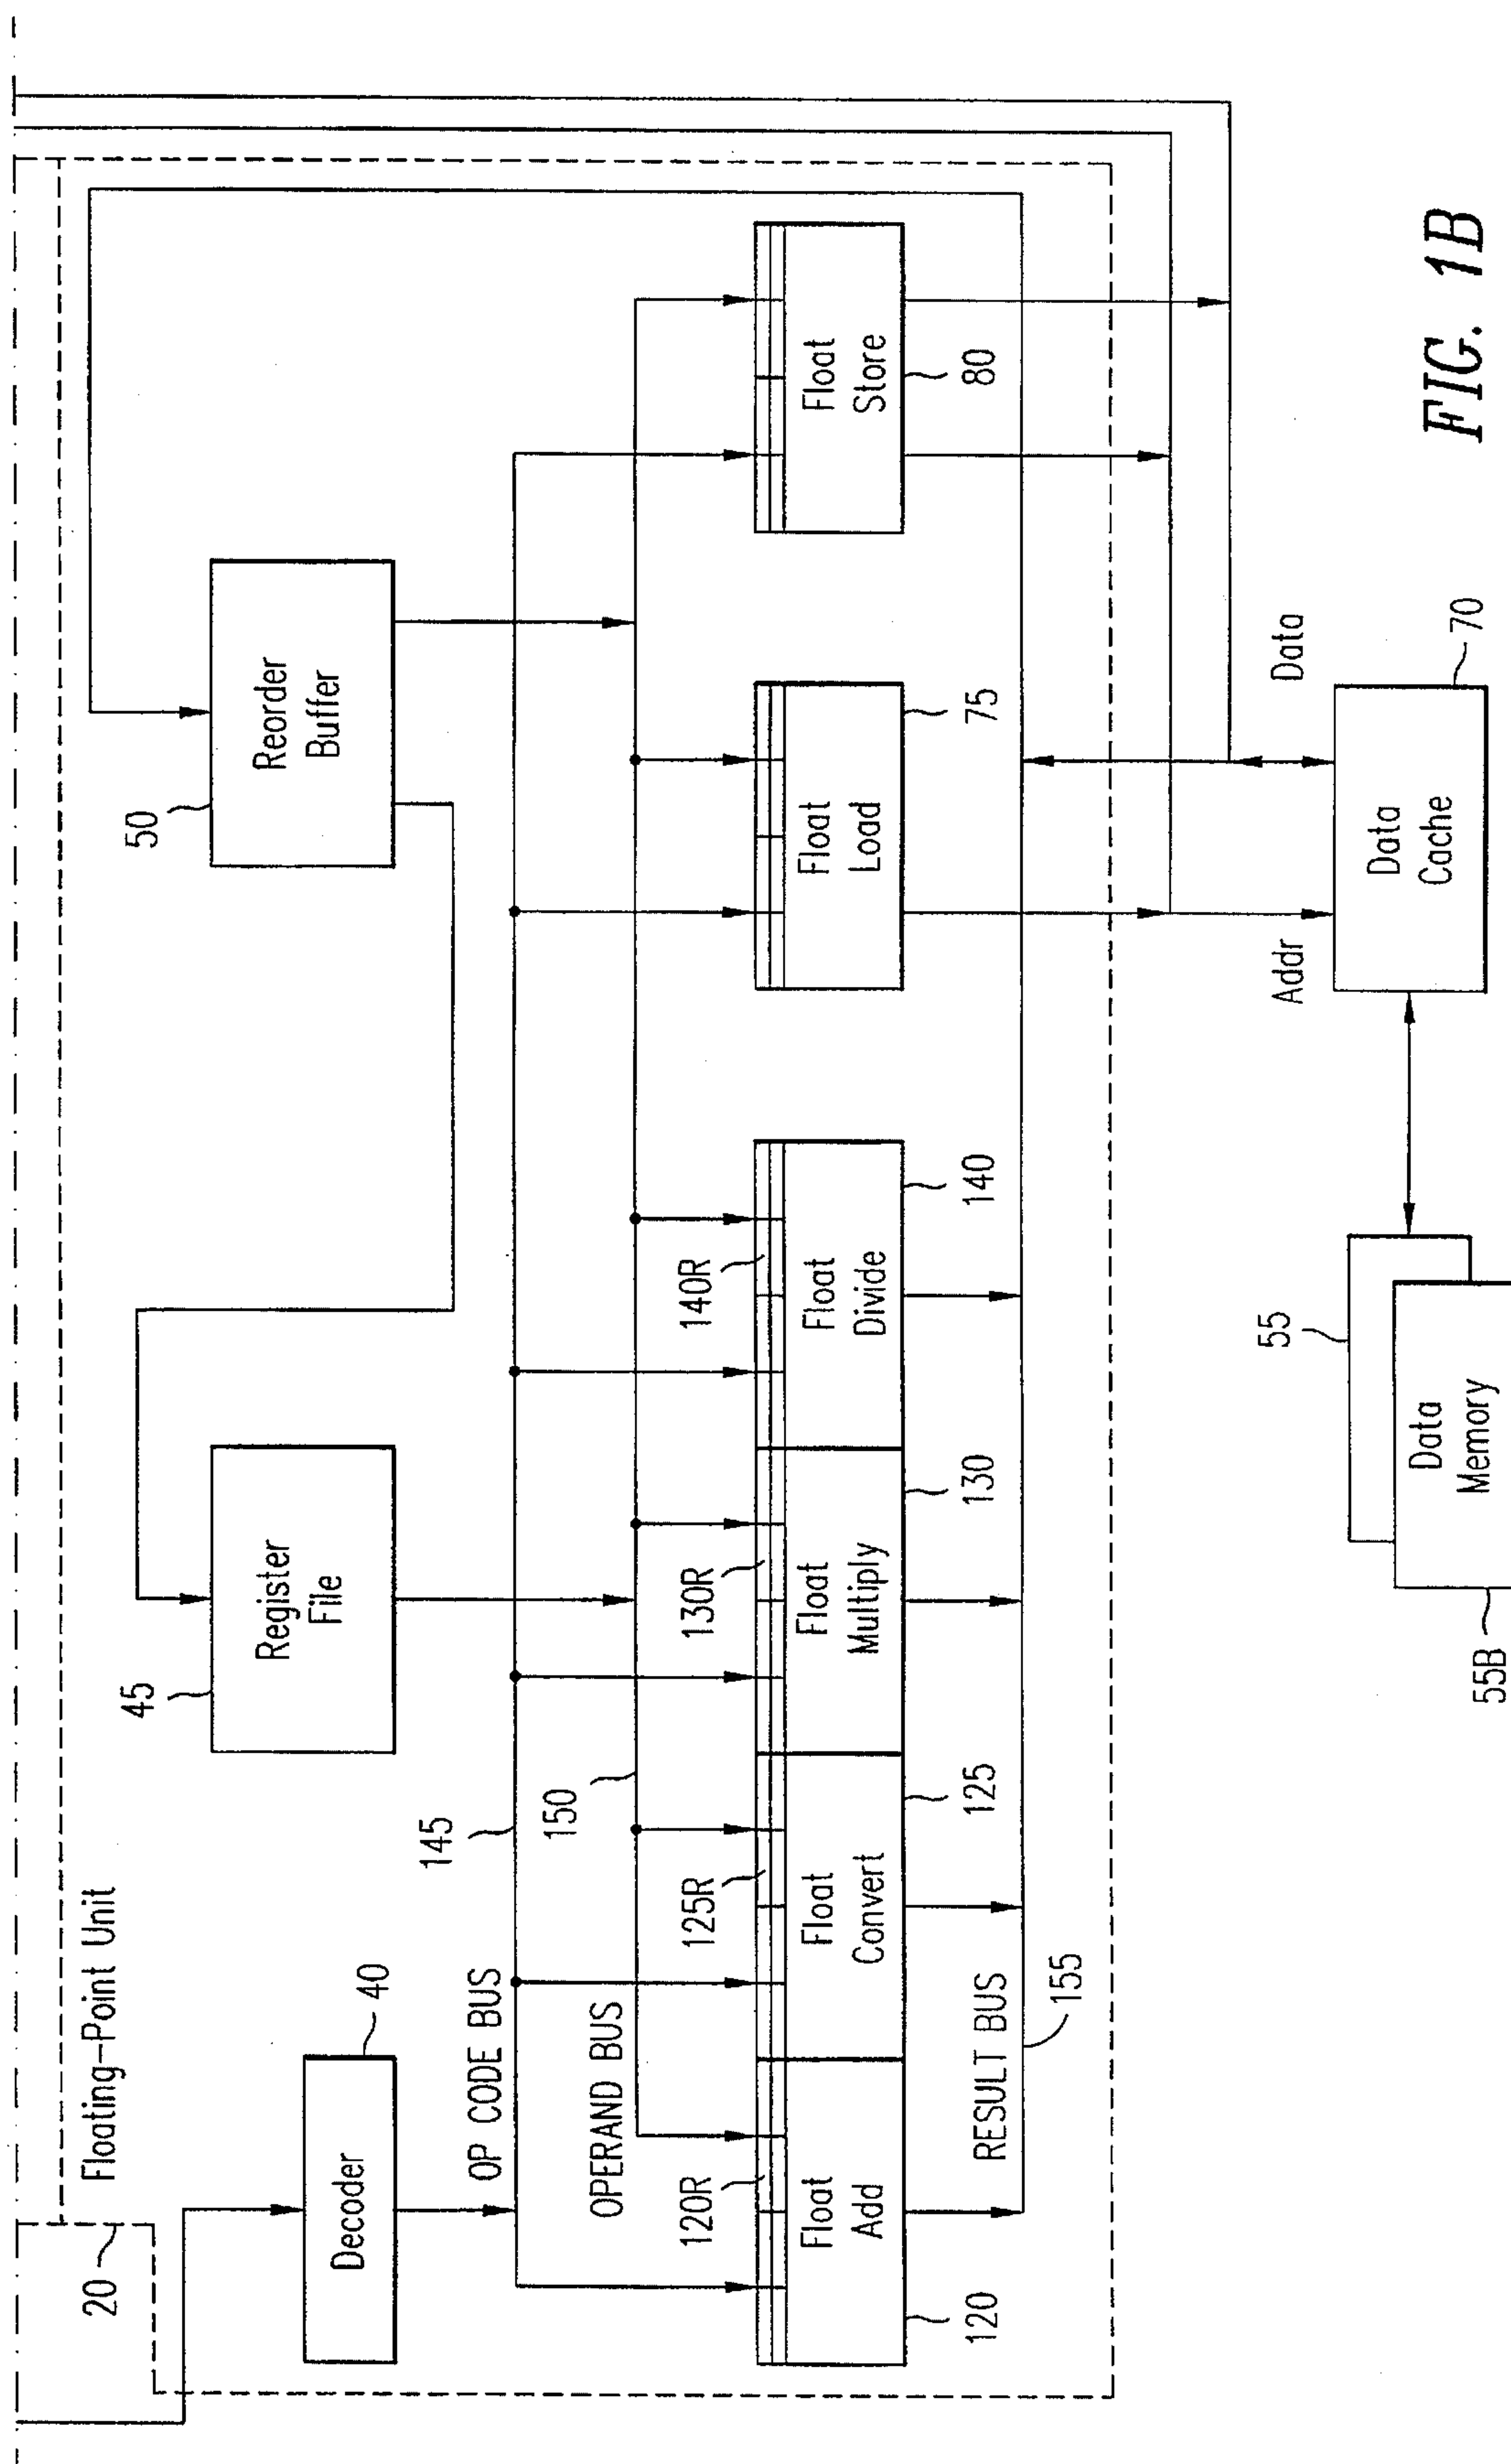 20
Floating-Point Unit
Decoder
40
45
Register
File
50
Reorder
Buffer
OP CODE BUS
145
OPERAND BUS
150
120R
125R
130R
140R
Float
Add
Float
Convert
Float
Multiply
Float
Divide
Float
Load
Float
Store
120
125
130
140
75
80
RESULT BUS
155
Addr
Data
55
Data
Memory
55B
Data
Cache
70
FIG. 1B